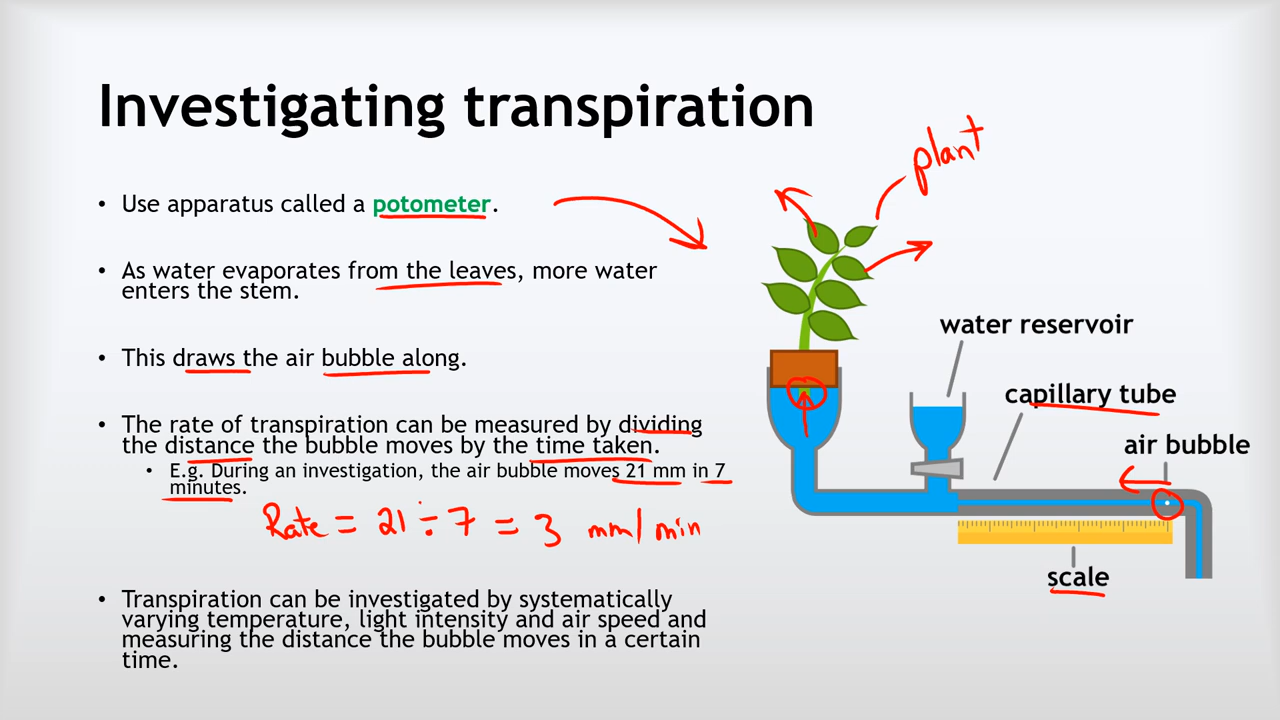 Investigating transpiration
• Use apparatus called a potometer.
• As water evaporates from the leaves, more water
enters the stem.
• This draws the air bubble along.
• The rate of transpiration can be measured by dividing
the distance the bubble moves by the time taken.
• E.g. During an investigation, the air bubble moves 21 mm in 7
minutes.
Rate = 21 ÷ 7 = 3 mm/min
• Transpiration can be investigated by systematically
varying temperature, light intensity and air speed and
measuring the distance the bubble moves in a certain
time.
plant
water reservoir
capillary tube
air bubble
scale